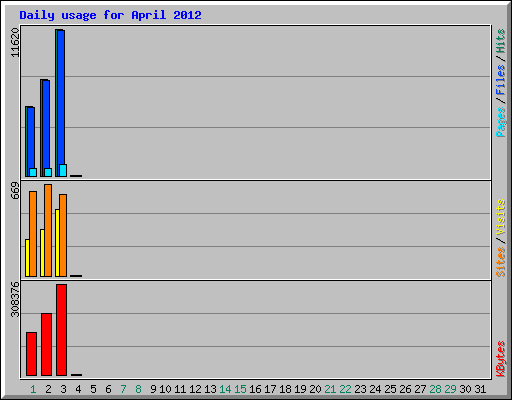 Daily usage for April 2012
11620
Pages/Files/Hits
669
Sites/Visits
308376
KBytes
1 2 3 4 5 6 7 8 9 10 11 12 13 14 15 16 17 18 19 20 21 22 23 24 25 26 27 28 29 30 31